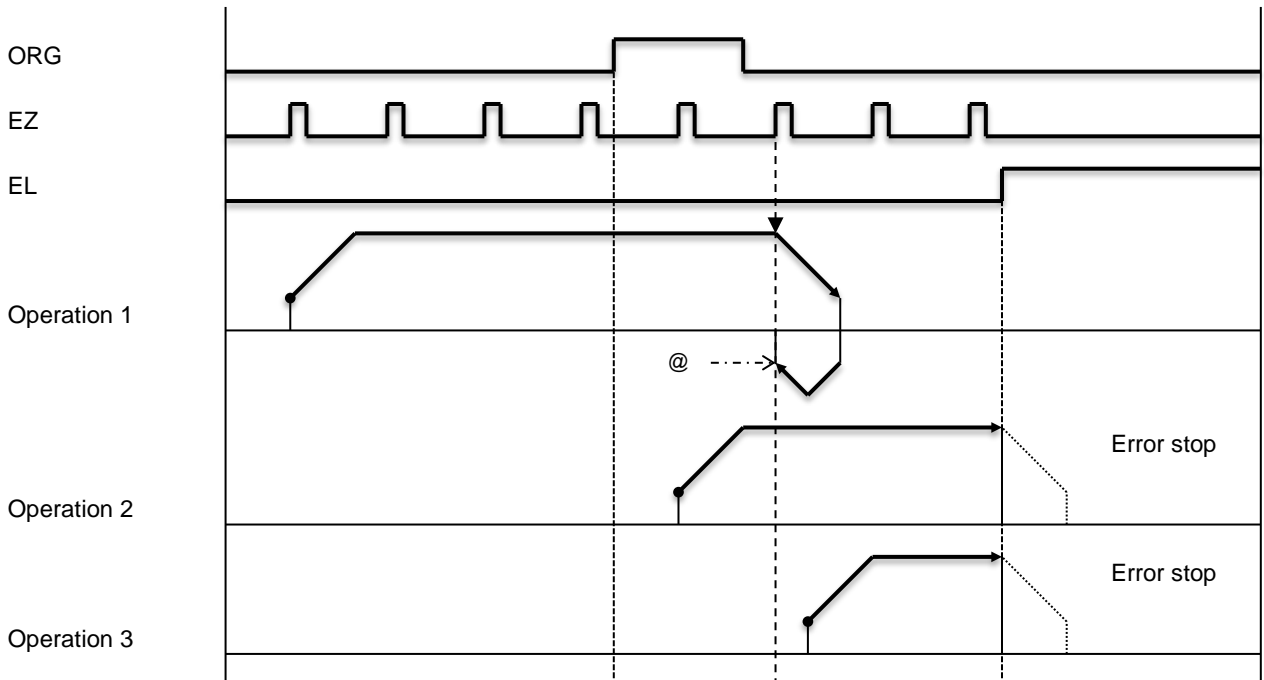 ORG
EZ
EL
Operation 1
@
Error stop
Operation 2
Error stop
Operation 3